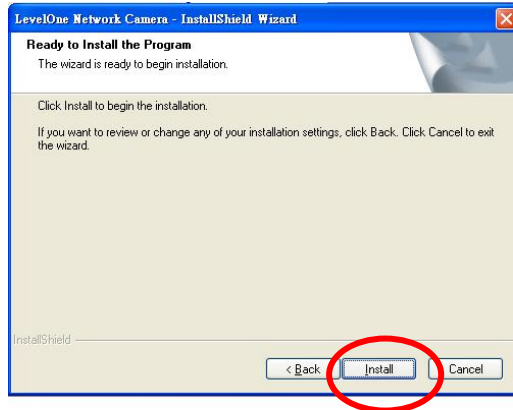 LevelOne Network Camera - InstallShield Wizard
Ready to Install the Program
The wizard is ready to begin installation.
Click Install to begin the installation.
If you want to review or change any of your installation settings, click Back. Click Cancel to exit
the wizard.
InstallShield
< Back Install Cancel